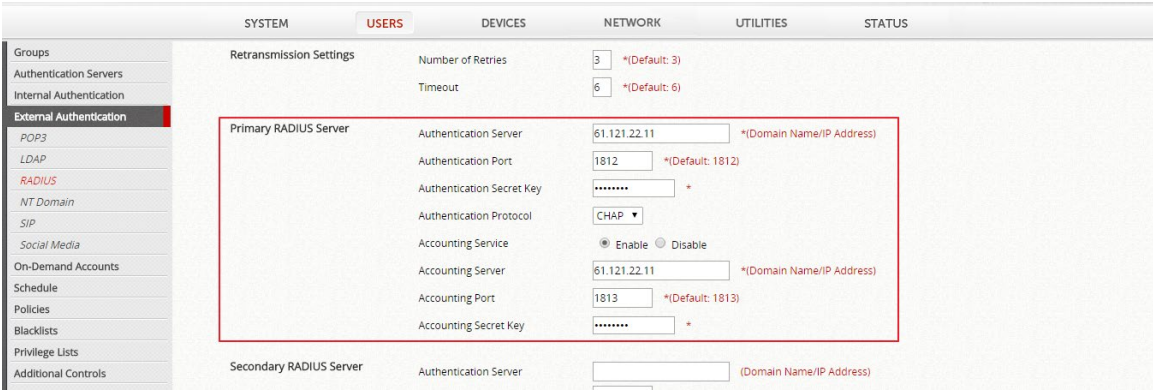 SYSTEM USERS DEVICES NETWORK UTILITIES STATUS
Groups
Authentication Servers
Internal Authentication
External Authentication
POP3
LDAP
RADIUS
NT Domain
SIP
Social Media
On-Demand Accounts
Schedule
Policies
Blacklists
Privilege Lists
Additional Controls
Retransmission Settings
Number of Retries 3 *(Default: 3)
Timeout 6 *(Default: 6)
Primary RADIUS Server
Authentication Server 61.121.22.11 *(Domain Name/IP Address)
Authentication Port 1812 *(Default: 1812)
Authentication Secret Key •••••••• *
Authentication Protocol CHAP
Accounting Service Enable Disable
Accounting Server 61.121.22.11 *(Domain Name/IP Address)
Accounting Port 1813 *(Default: 1813)
Accounting Secret Key •••••••• *
Secondary RADIUS Server
Authentication Server (Domain Name/IP Address)